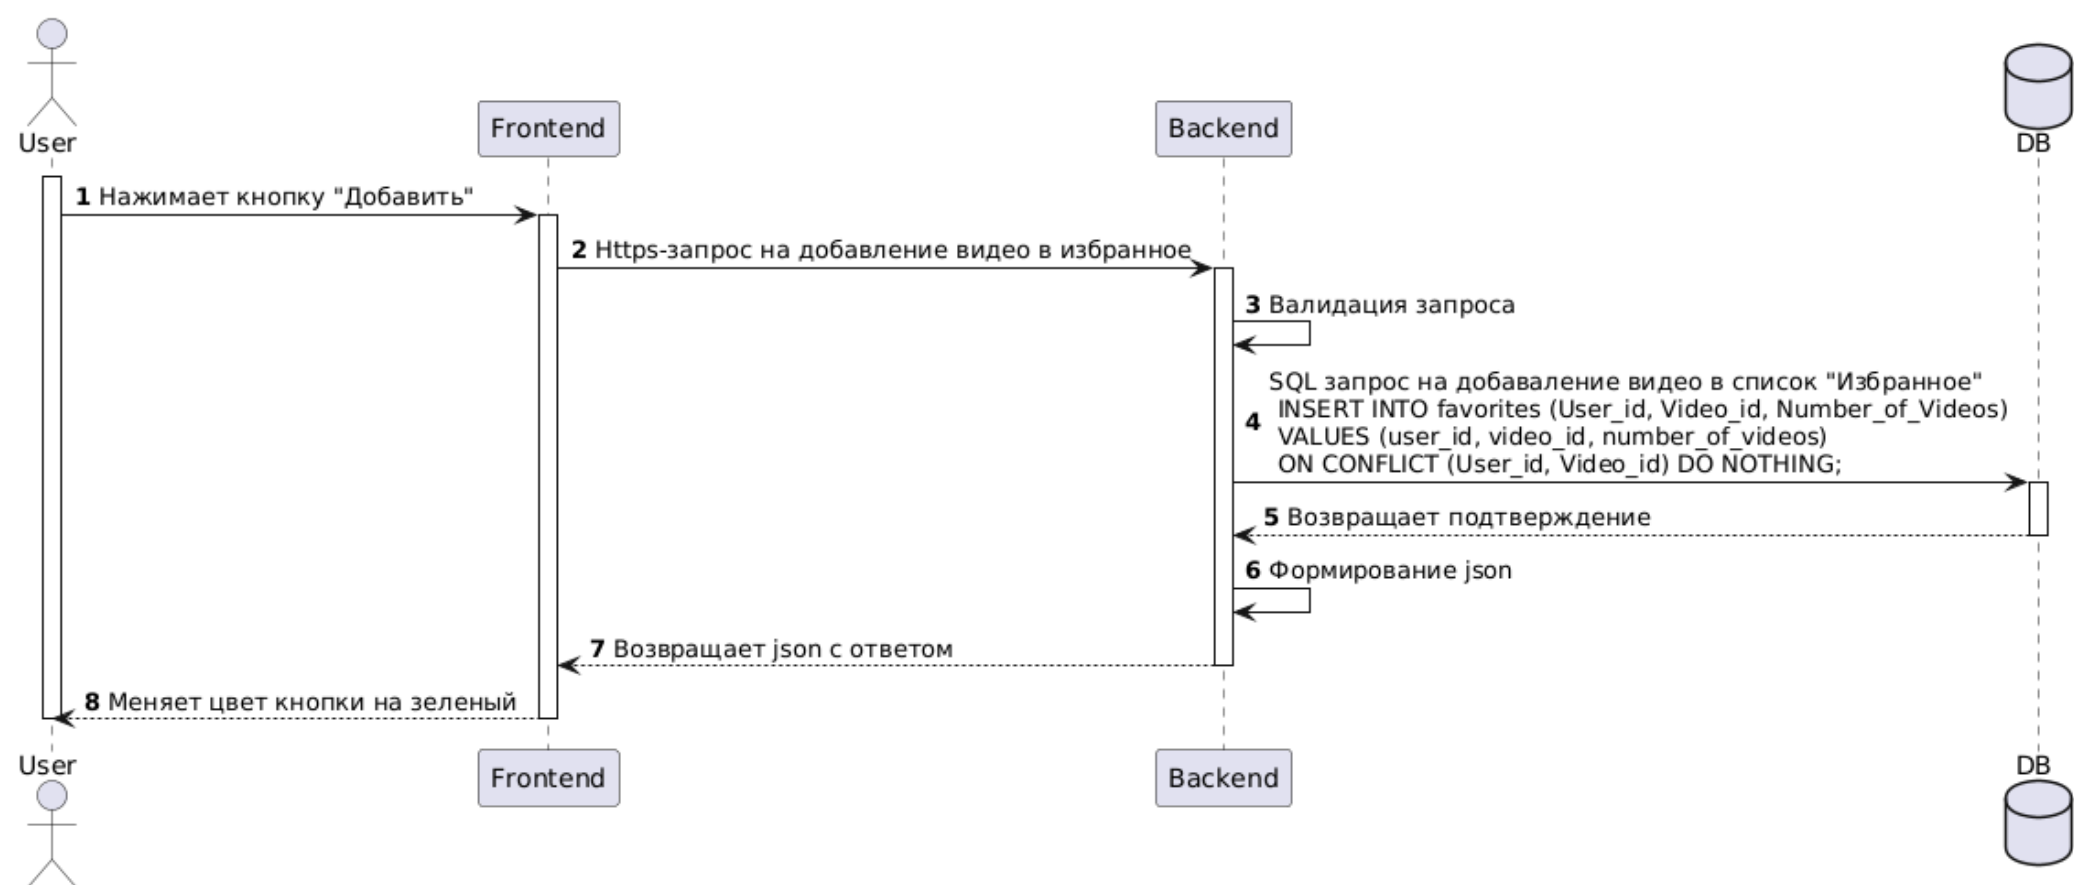 User
Frontend
Backend
DB
1 Нажимает кнопку "Добавить"
2 Https-запрос на добавление видео в избранное
3 Валидация запроса
SQL запрос на добаваление видео в список "Избранное"
INSERT INTO favorites (User_id, Video_id, Number_of_Videos)
4
VALUES (user_id, video_id, number_of_videos)
ON CONFLICT (User_id, Video_id) DO NOTHING;
5 Возвращает подтверждение
6 Формирование json
7 Возвращает json с ответом
8 Меняет цвет кнопки на зеленый
User
Frontend
Backend
DB